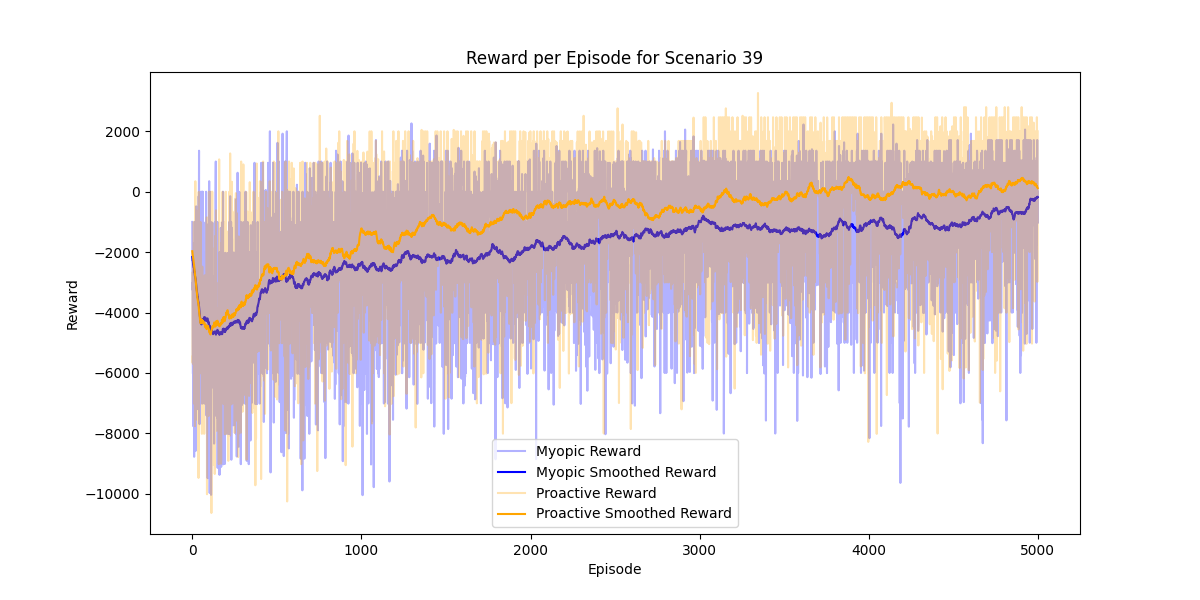 Reward per Episode for Scenario 39
Reward
2000
0
−2000
−4000
−6000
−8000
−10000
Myopic Reward
Myopic Smoothed Reward
Proactive Reward
Proactive Smoothed Reward
0 1000 2000 3000 4000 5000
Episode